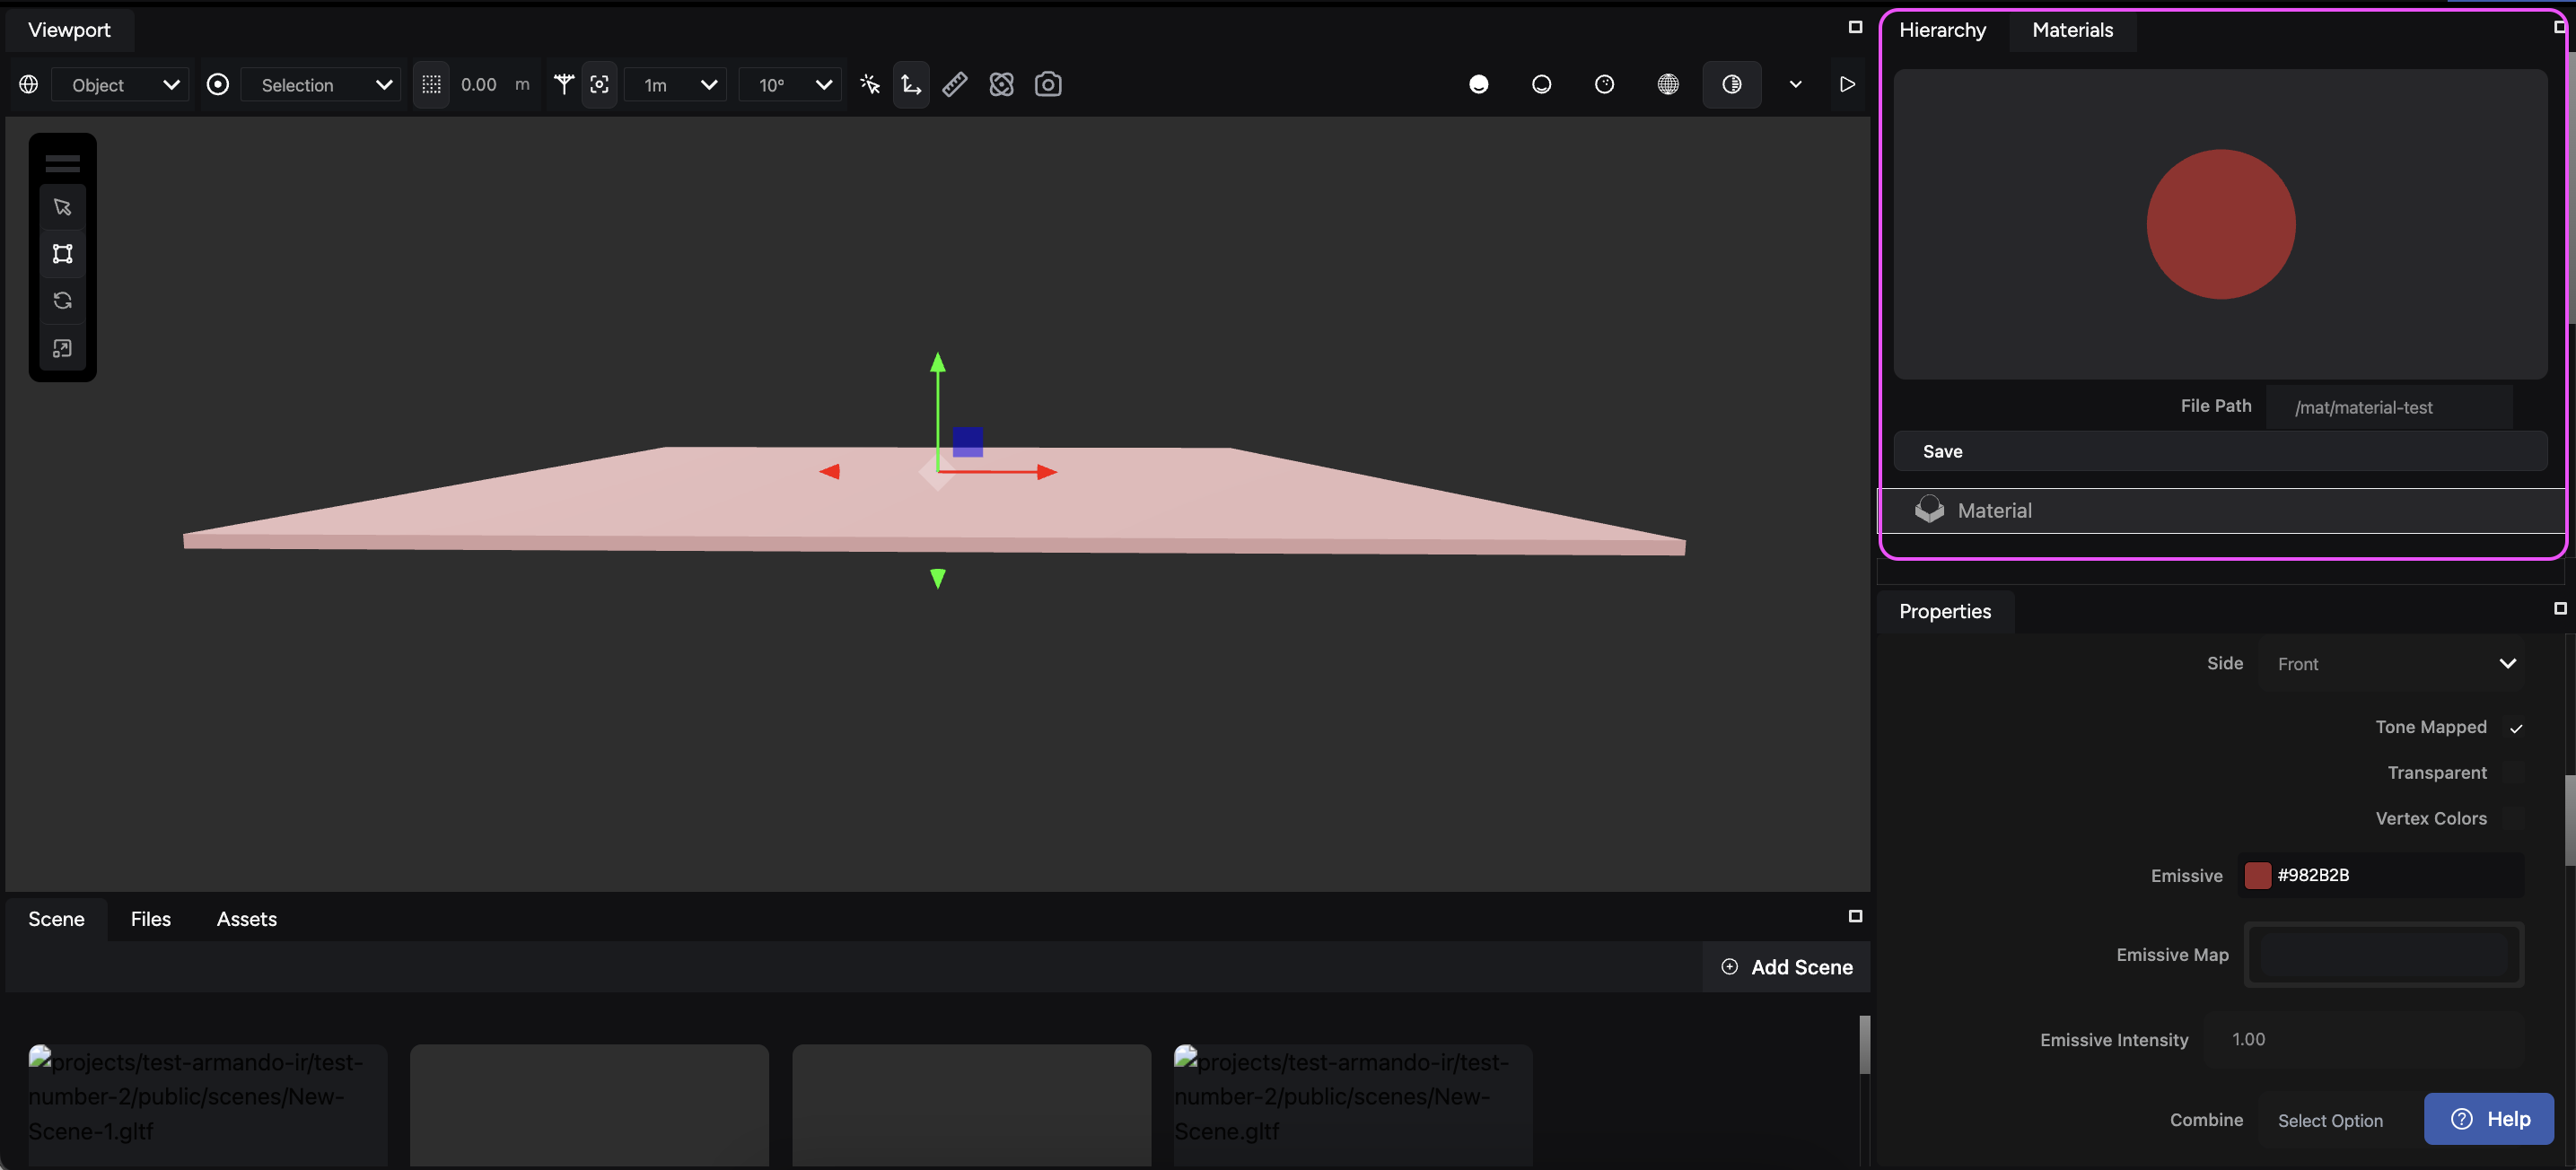 Viewport
Object
Selection
0.00 m
1m
10°
Hierarchy
Materials
File Path /mat/material-test
Save
Material
Properties
Side Front
Tone Mapped
Transparent
Vertex Colors
Emissive #982B2B
Emissive Map
Emissive Intensity 1.00
Combine Select Option
Help
Scene Files Assets
Add Scene
projects/test-armando-ir/test-
number-2/public/scenes/New-
Scene-1.gltf
projects/test-armando-ir/test-
number-2/public/scenes/New-
Scene.gltf